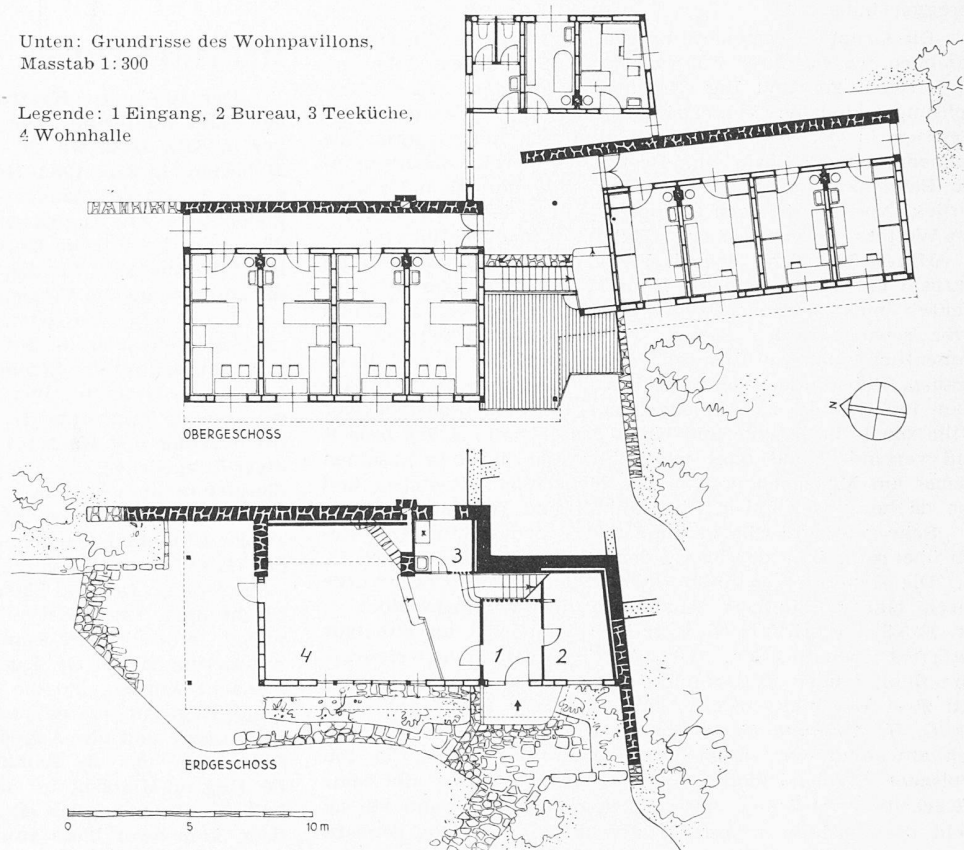 Unten: Grundrisse des Wohnpavillons,
Masstab 1:300
Legende: 1 Eingang, 2 Bureau, 3 Teeküche,
4 Wohnhalle
OBERGESCHOSS
N
x
3
4
1
2
ERDGESCHOSS
0 5 10 m